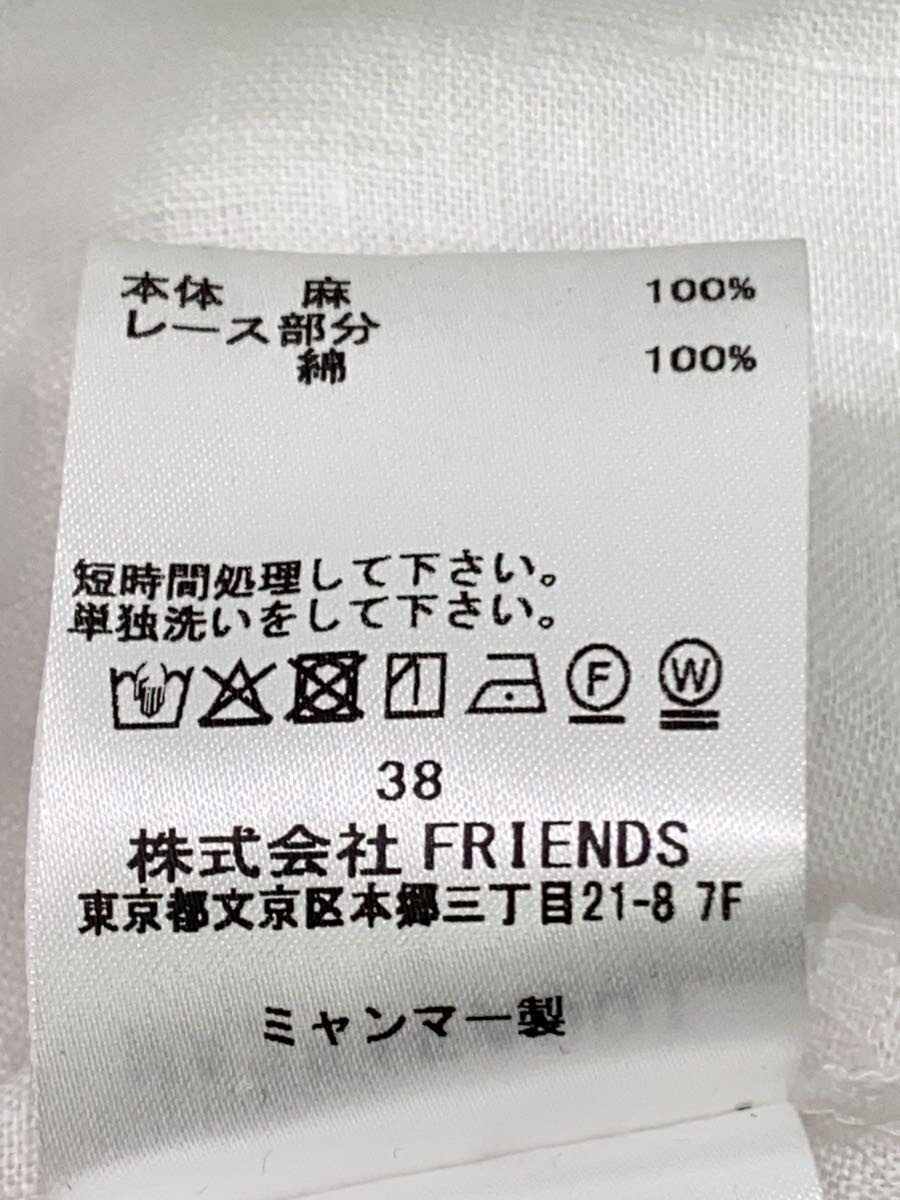 本体 麻 100%
レース部分
綿 100%
短時間処理して下さい。
単独洗いをして下さい。
F W
38
株式会社 FRIENDS
東京都文京区本郷三丁目21-8 7F
ミャンマー製